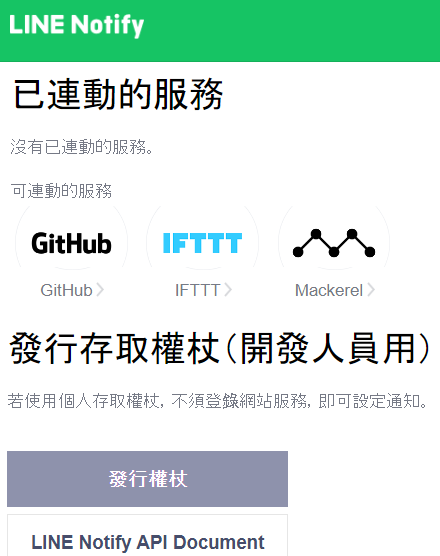 LINE Notify
已連動的服務
沒有已連動的服務。
可連動的服務
GitHub IFTTT
GitHub IFTTT Mackerel
發行存取權杖(開發人員用)
若使用個人存取權杖, 不須登錄網站服務, 即可設定通知。
發行權杖
LINE Notify API Document